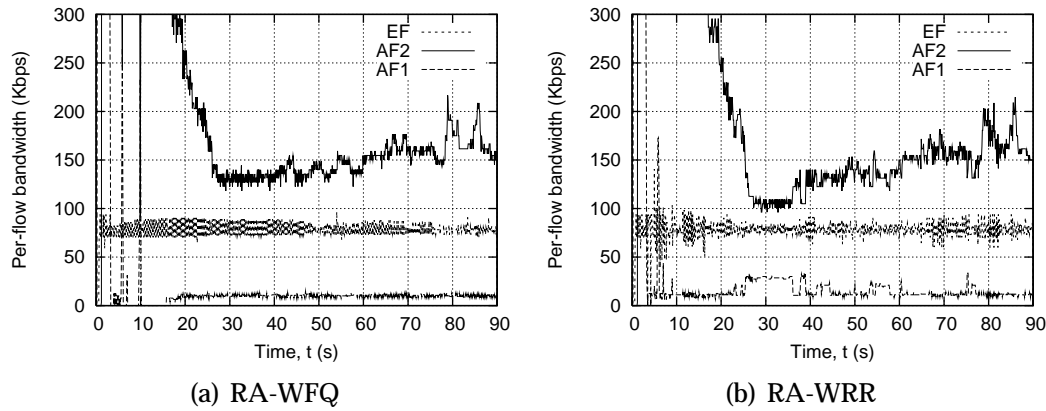 300
250
200
150
100
50
0
Per-flow bandwidth (Kbps)
EF
AF2
AF1
0 10 20 30 40 50 60 70 80 90
Time, t (s)
(a) RA-WFQ
300
250
200
150
100
50
0
Per-flow bandwidth (Kbps)
EF
AF2
AF1
0 10 20 30 40 50 60 70 80 90
Time, t (s)
(b) RA-WRR